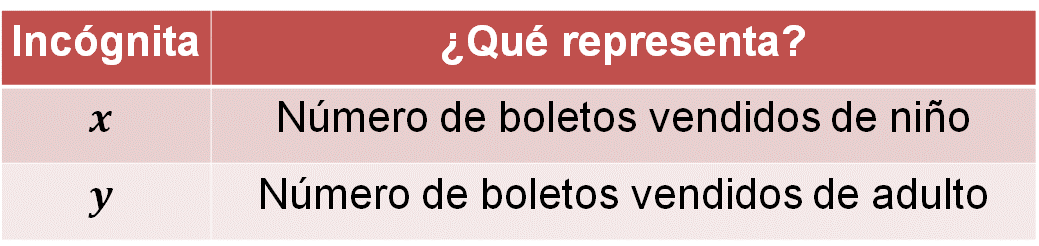 Incógnita ¿Qué representa?
x Número de boletos vendidos de niño
y Número de boletos vendidos de adulto